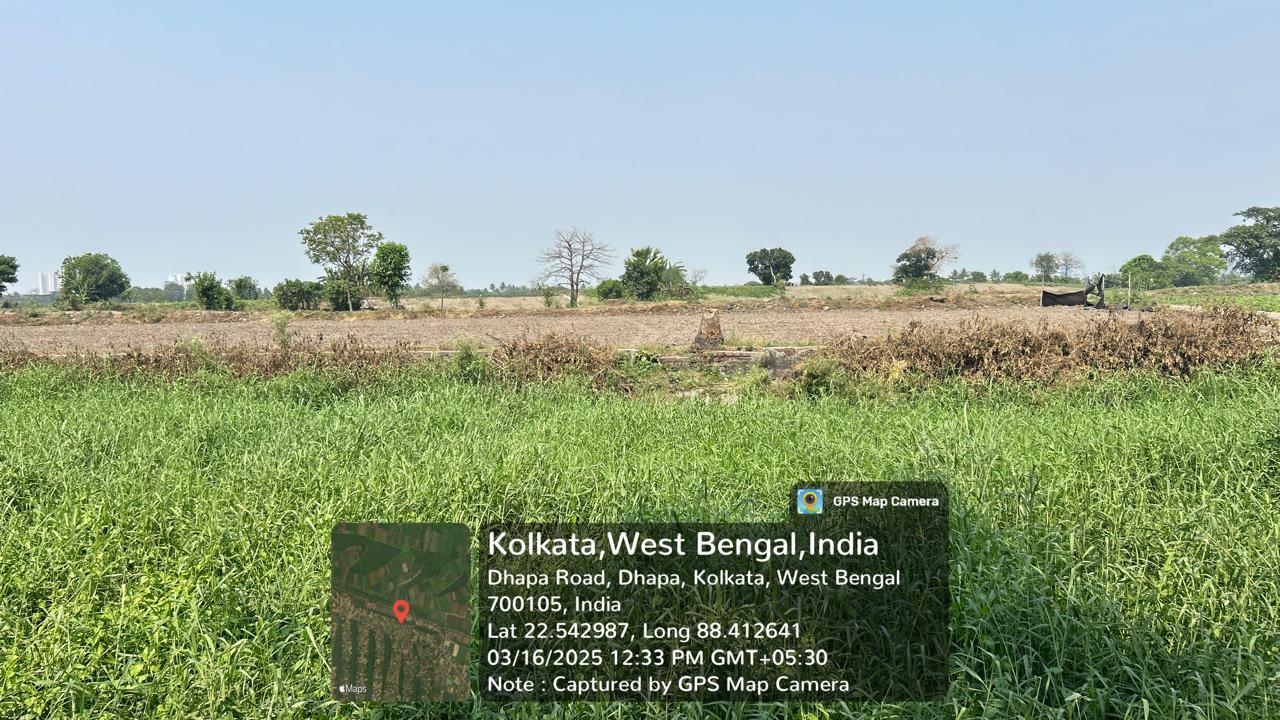 GPS Map Camera
Kolkata,West Bengal,India
Dhapa Road, Dhapa, Kolkata, West Bengal
700105, India
Lat 22.542987, Long 88.412641
03/16/2025 12:33 PM GMT+05:30
Note : Captured by GPS Map Camera
Maps